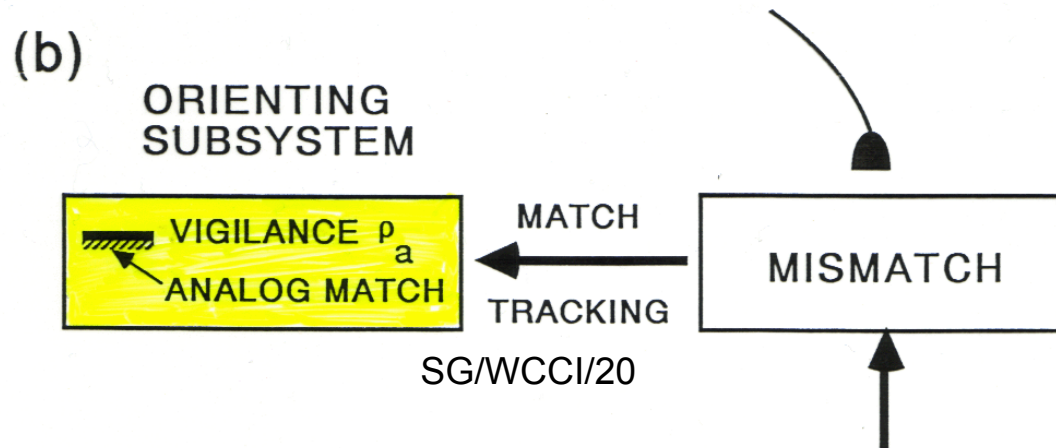 (b)
ORIENTING
SUBSYSTEM
VIGILANCE ρa
ANALOG MATCH
MATCH
TRACKING
MISMATCH
SG/WCCI/20